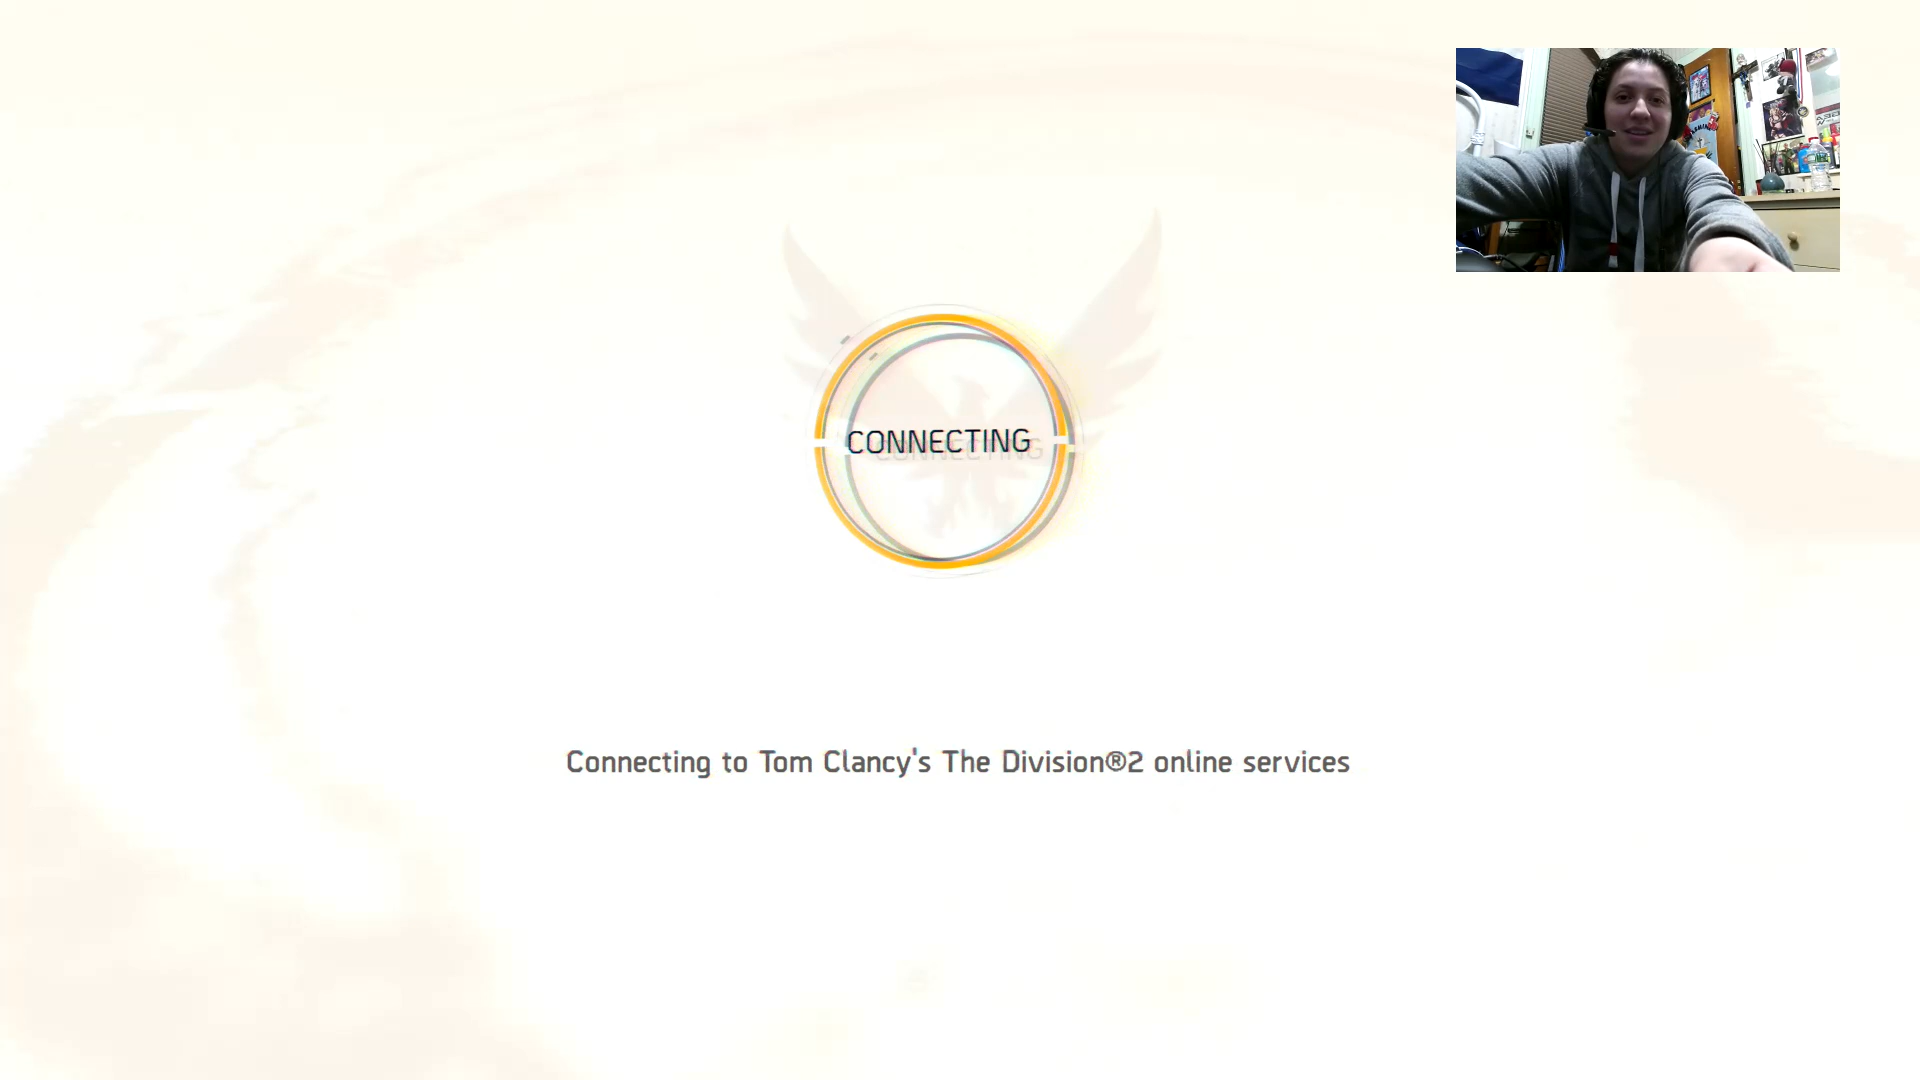 CONNECTING
Connecting to Tom Clancy's The Division®2 online services